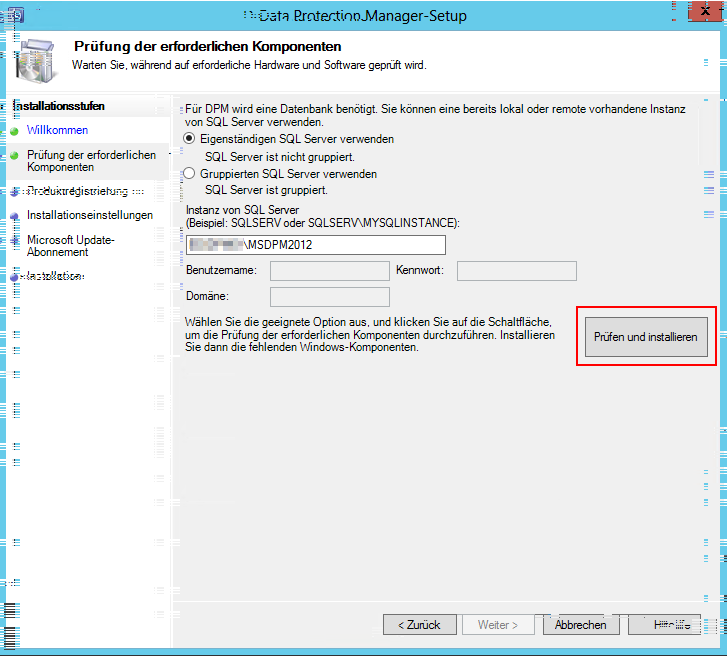 Data Protection Manager-Setup
Prüfung der erforderlichen Komponenten
Warten Sie, während auf erforderliche Hardware und Software geprüft wird.
Installationsstufen
Willkommen
Prüfung der erforderlichen
Komponenten
Produktregistrierung
Installationseinstellungen
Microsoft Update-
Abonnement
Installation
Für DPM wird eine Datenbank benötigt. Sie können eine bereits lokal oder remote vorhandene Instanz
von SQL Server verwenden.
Eigenständigen SQL Server verwenden
SQL Server ist nicht gruppiert.
Gruppierten SQL Server verwenden
SQL Server ist gruppiert.
Instanz von SQL Server
(Beispiel: SQLSERV oder SQLSERV\MYSQLINSTANCE):
\MSDPM2012
Benutzername:
Kennwort:
Domäne:
Wählen Sie die geeignete Option aus, und klicken Sie auf die Schaltfläche,
um die Prüfung der erforderlichen Komponenten durchzuführen. Installieren
Sie dann die fehlenden Windows-Komponenten.
Prüfen und installieren
< Zurück
Weiter >
Abbrechen
Hilfe